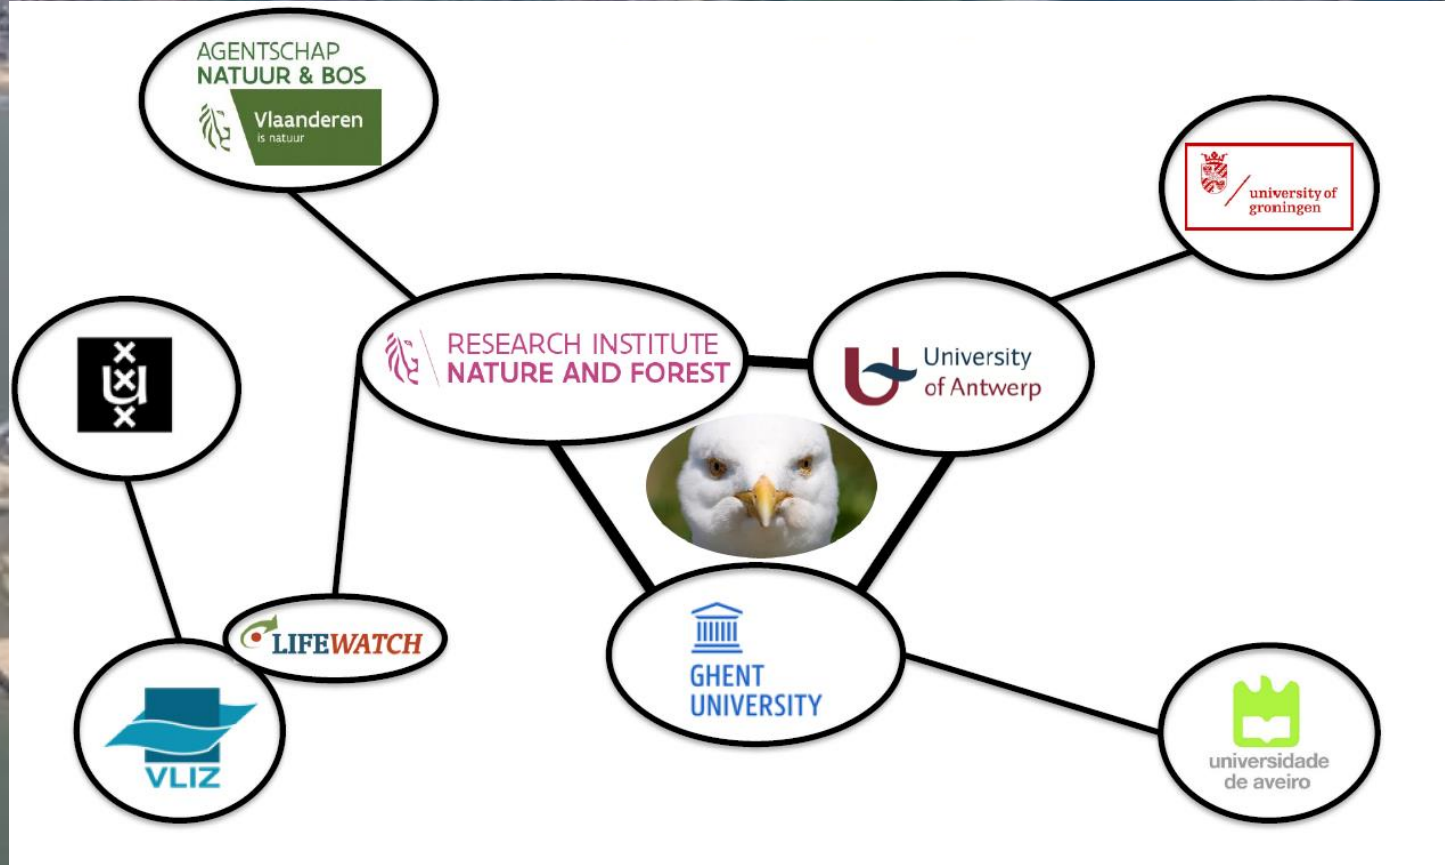 AGENTSCHAP
NATUUR & BOS
Vlaanderen
is natuur
university of
groningen
RESEARCH INSTITUTE
NATURE AND FOREST
University
of Antwerp
LIFEWATCH
GHENT
UNIVERSITY
VLIZ
universidade
de aveiro